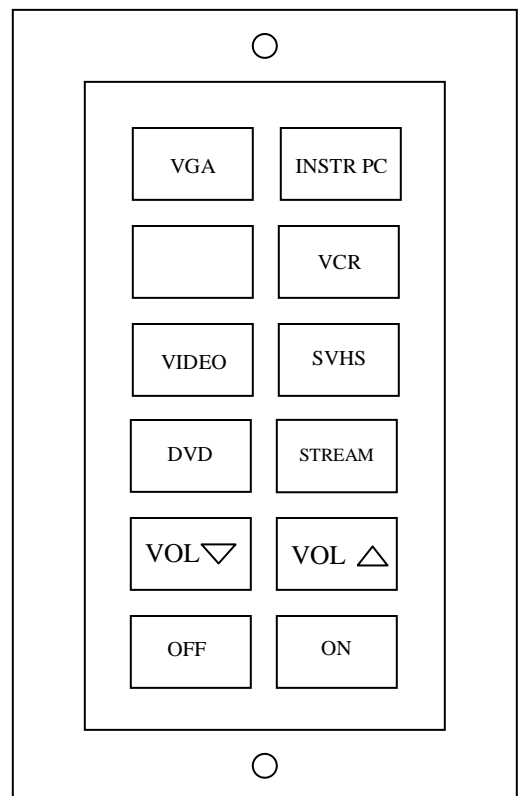 VGA
INSTR PC
VCR
VIDEO
SVHS
DVD
STREAM
VOL
VOL
OFF
ON